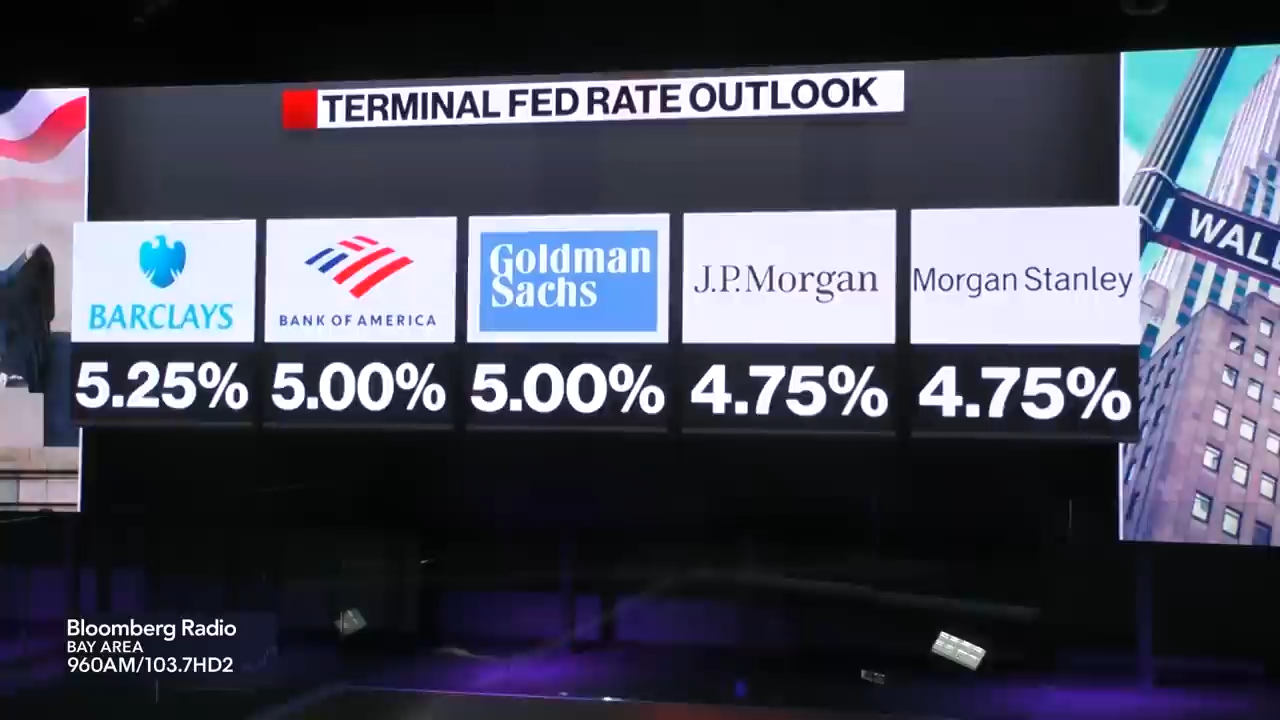 TERMINAL FED RATE OUTLOOK
BARCLAYS
BANK OF AMERICA
Goldman
Sachs
J.P.Morgan
Morgan Stanley
5.25% 5.00% 5.00% 4.75% 4.75%
WALL
Bloomberg Radio
BAY AREA
960AM/103.7HD2